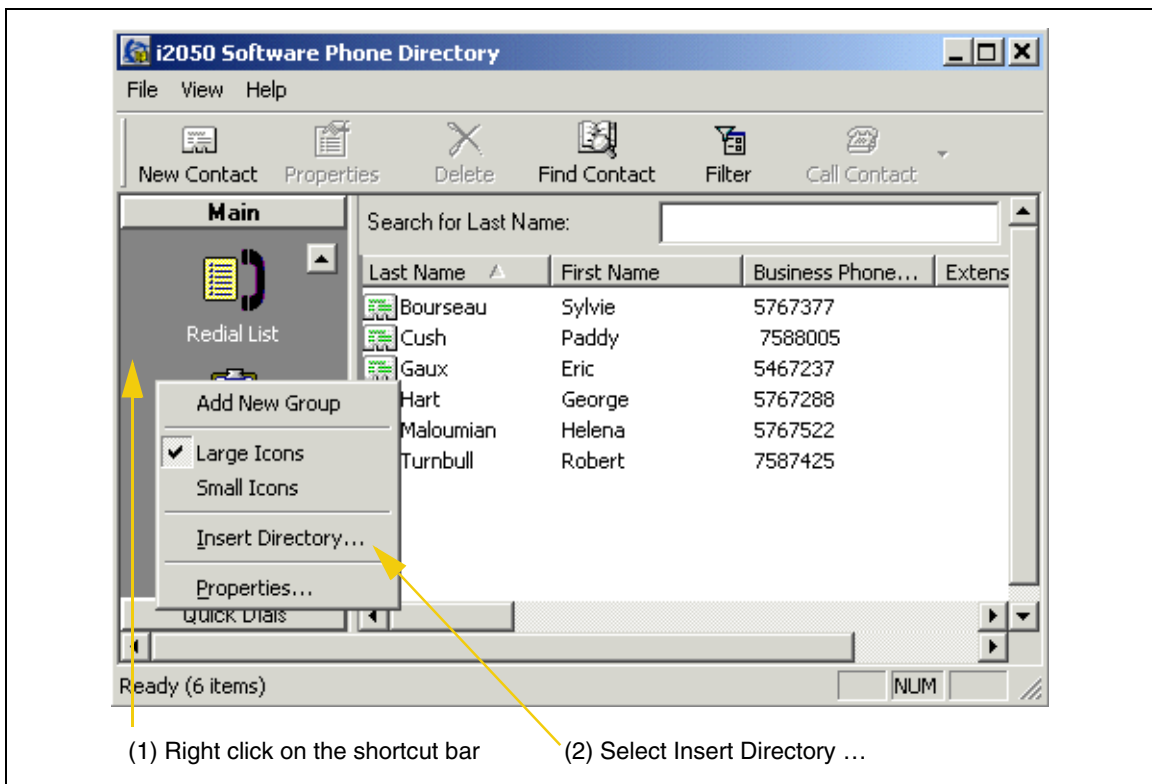 i2050 Software Phone Directory
File View Help
New Contact Properties Delete Find Contact Filter Call Contact
Main
Search for Last Name:
Redial List
Last Name First Name Business Phone... Extens
Bourseau Sylvie 5767377
Cush Paddy 7588005
Gaux Eric 5467237
Hart George 5767288
Maloumian Helena 5767522
Turnbull Robert 7587425
Add New Group
Large Icons
Small Icons
Insert Directory...
Properties...
Quick Dials
Ready (6 items) NUM
(1) Right click on the shortcut bar (2) Select Insert Directory …